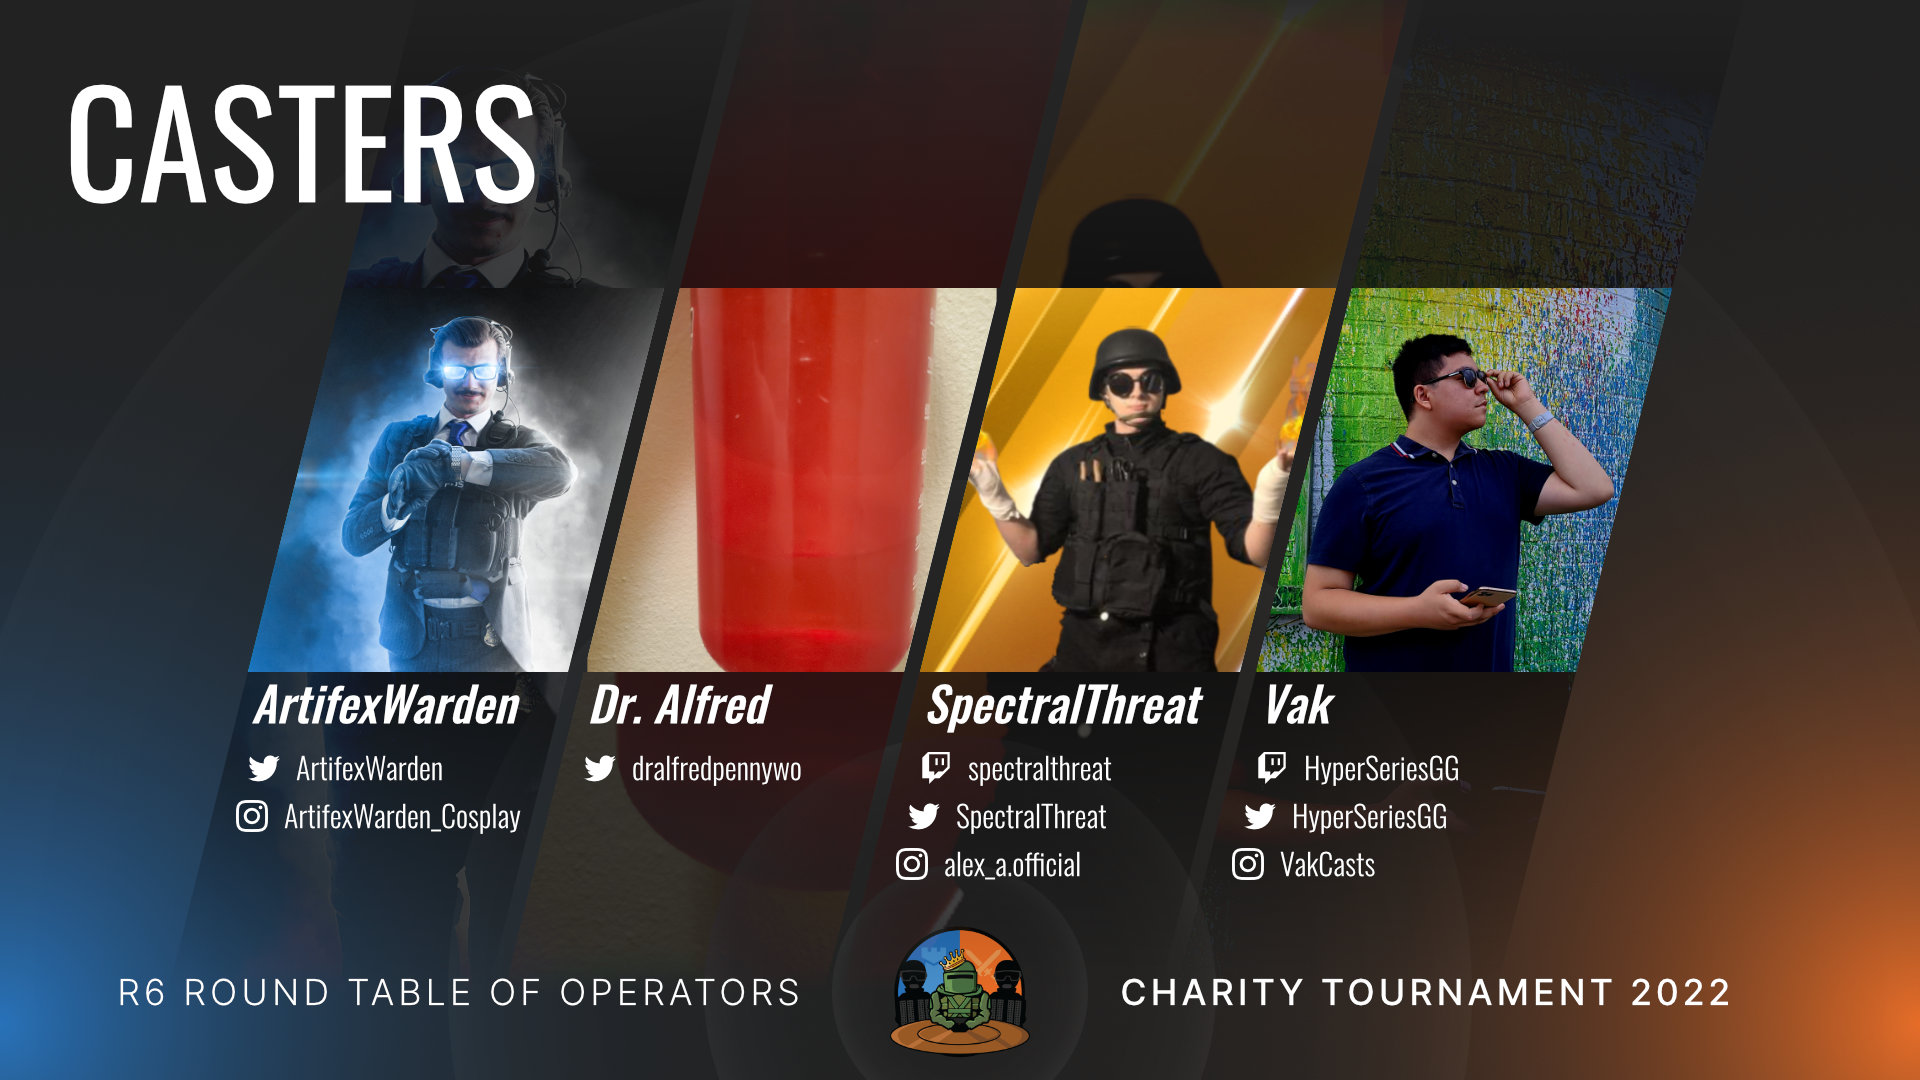 CASTERS
ArtifexWarden
ArtifexWarden
ArtifexWarden_Cosplay
Dr. Alfred
dralfredpennywo
SpectralThreat
spectralthreat
SpectralThreat
alex_a.official
Vak
HyperSeriesGG
HyperSeriesGG
VakCasts
R6 ROUND TABLE OF OPERATORS
CHARITY TOURNAMENT 2022